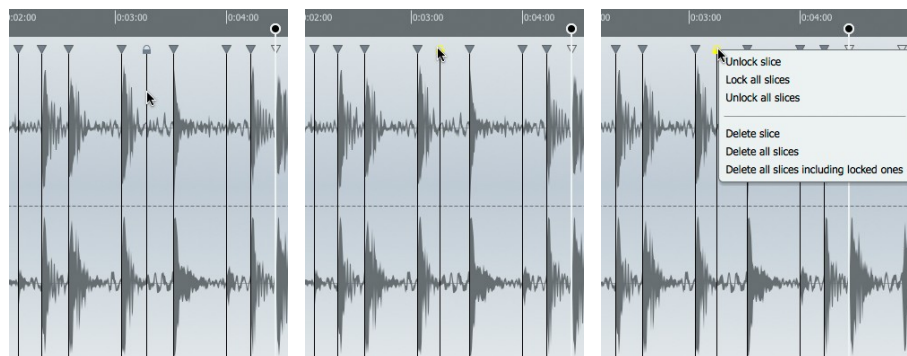 :02:00 |0:03:00 |0:04:00
0:03:00 |0:04:00
00 |0:03:00 |0:04:00
Unlock slice
Lock all slices
Unlock all slices
Delete slice
Delete all slices
Delete all slices including locked ones